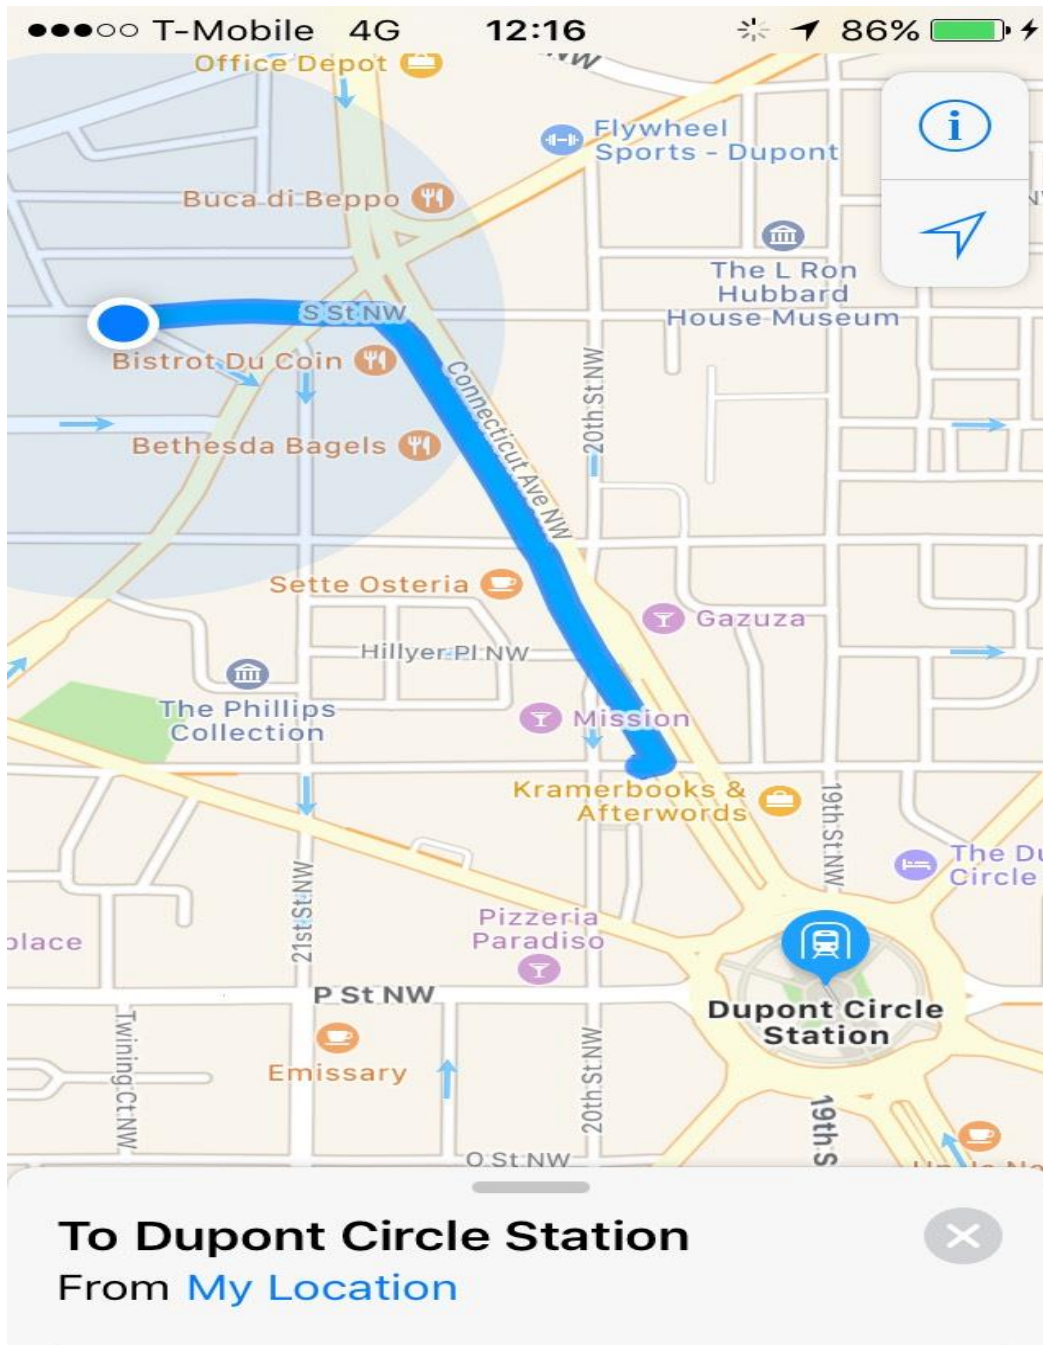 T-Mobile 4G 12:16 86%
Office Depot
NW
Flywheel
Sports - Dupont
i
Buca di Beppo
The L Ron
Hubbard
House Museum
S St NW
Bistrot Du Coin
Connecticut Ave NW
20th St NW
Bethesda Bagels
Sette Osteria
Gazuza
Hillyer Pl NW
The Phillips
Collection
Mission
Kramerbooks &
Afterwords
19th St NW
The Du
Circle
21st St NW
Pizzeria
Paradiso
place
P St NW
Dupont Circle
Station
Twining Ct NW
Emissary
20th St NW
19th S
O St NW
To Dupont Circle Station
From My Location